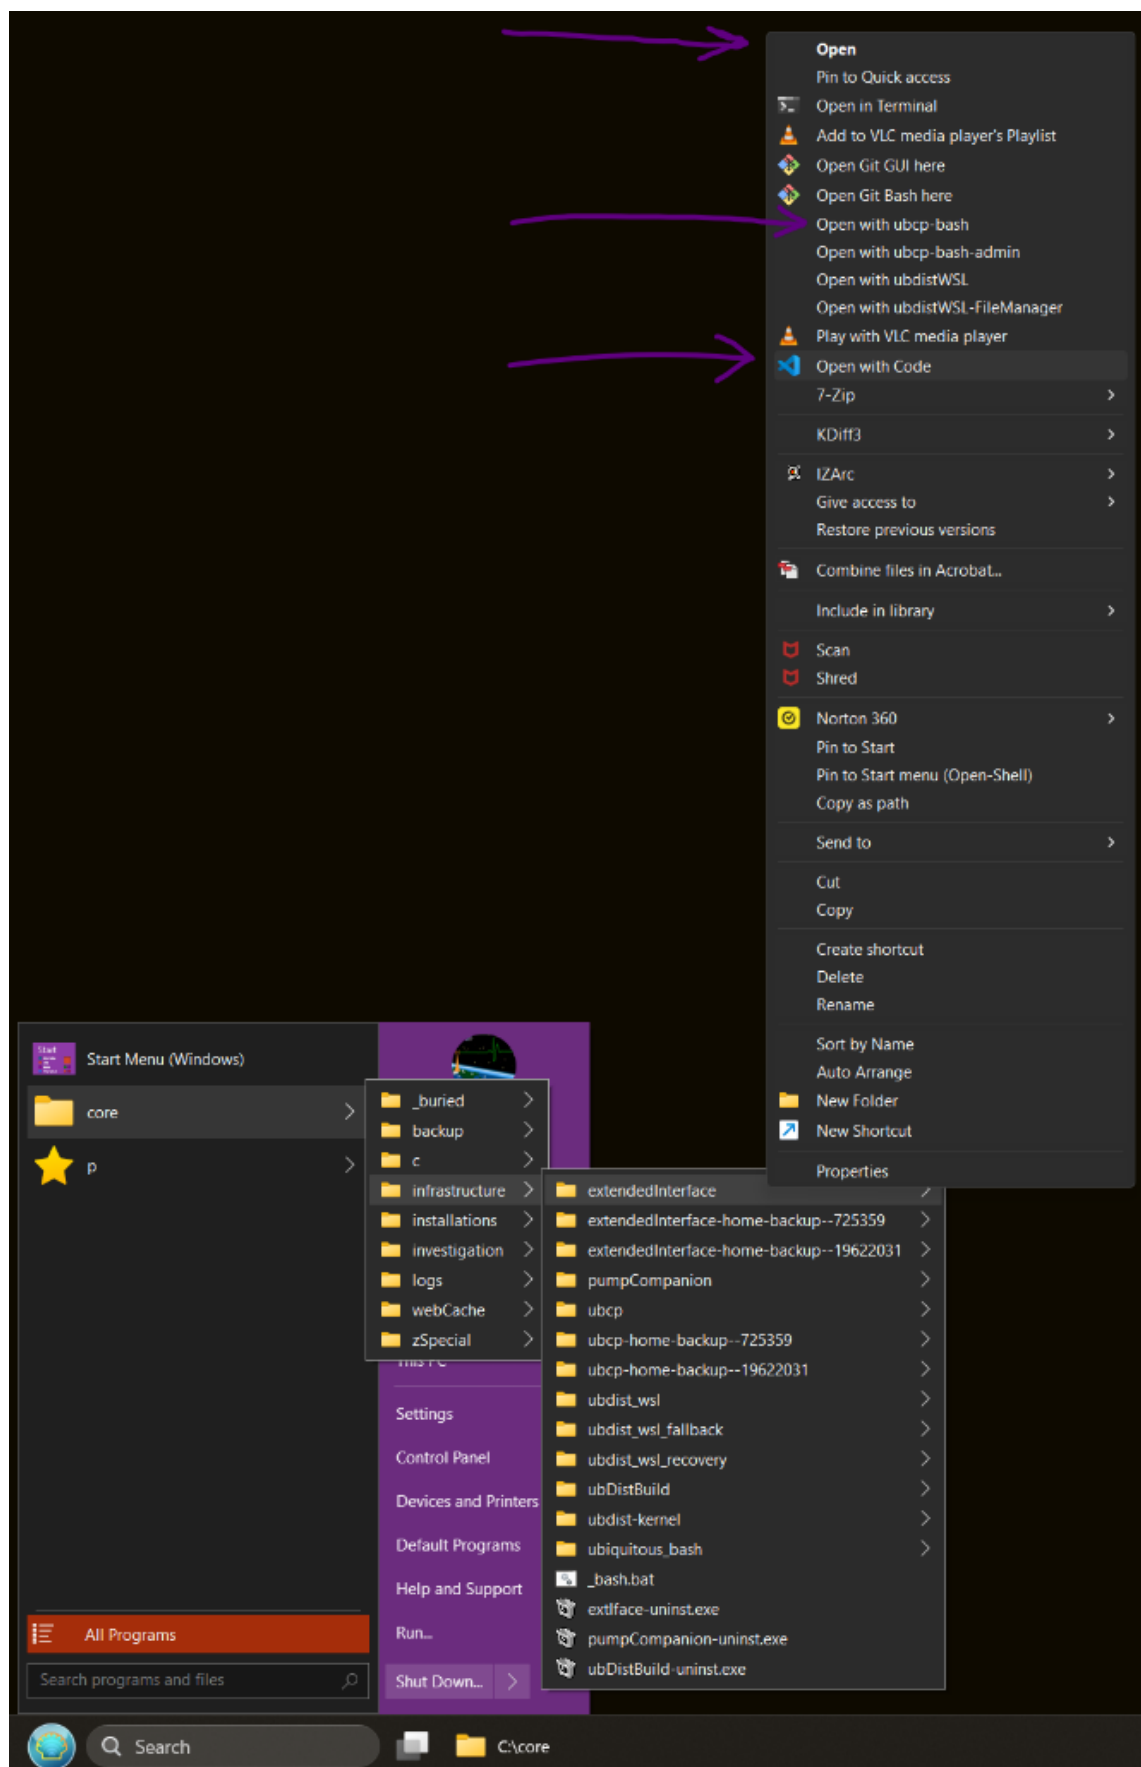 Open
Pin to Quick access
Open in Terminal
Add to VLC media player's Playlist
Open Git GUI here
Open Git Bash here
Open with ubcp-bash
Open with ubcp-bash-admin
Open with ubdistWSL
Open with ubdistWSL-FileManager
Play with VLC media player
Open with Code
7-Zip
KDiff3
IZArc
Give access to
Restore previous versions
Combine files in Acrobat...
Include in library
Scan
Shred
Norton 360
Pin to Start
Pin to Start menu (Open-Shell)
Copy as path
Send to
Cut
Copy
Create shortcut
Delete
Rename
Sort by Name
Auto Arrange
New Folder
New Shortcut
Properties
Start Menu (Windows)
core
p
All Programs
Search programs and files
_buried
backup
c
infrastructure
installations
investigation
logs
webCache
zSpecial
This PC
Settings
Control Panel
Devices and Printers
Default Programs
Help and Support
Run...
Shut Down...
extendedInterface
extendedInterface-home-backup--725359
extendedInterface-home-backup--19622031
pumpCompanion
ubcp
ubcp-home-backup--725359
ubcp-home-backup--19622031
ubdist_wsl
ubdist_wsl_fallback
ubdist_wsl_recovery
ubDistBuild
ubdist-kernel
ubiquitous_bash
_bash.bat
extIface-uninst.exe
pumpCompanion-uninst.exe
ubDistBuild-uninst.exe
Search
C:\core